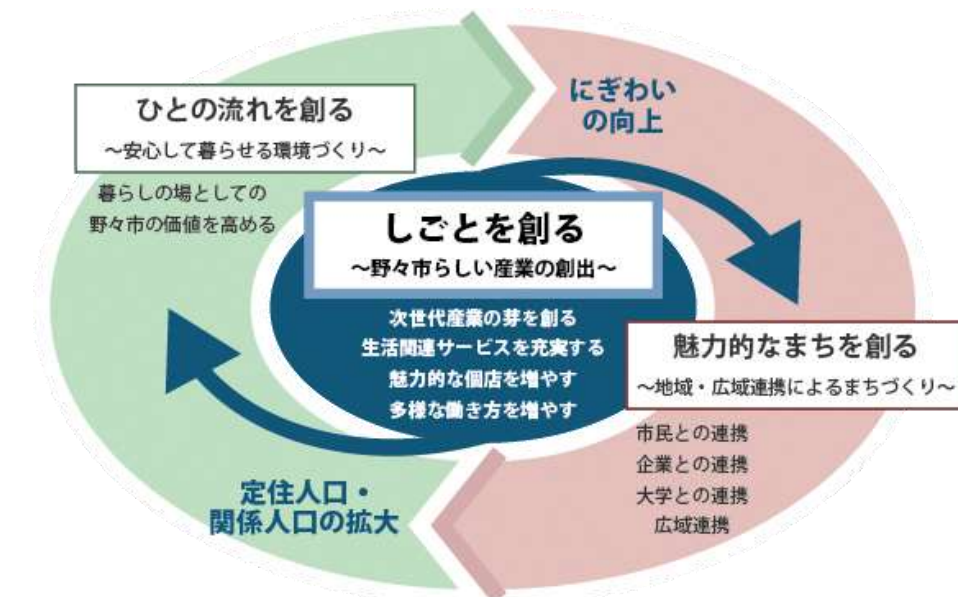 ひとの流れを創る
～安心して暮らせる環境づくり～
暮らしの場としての
野々市の価値を高める
にぎわい
の向上
しごとを創る
～野々市らしい産業の創出～
次世代産業の芽を創る
生活関連サービスを充実する
魅力的な個店を増やす
多様な働き方を増やす
魅力的なまちを創る
～地域・広域連携によるまちづくり～
市民との連携
企業との連携
大学との連携
広域連携
定住人口・
関係人口の拡大